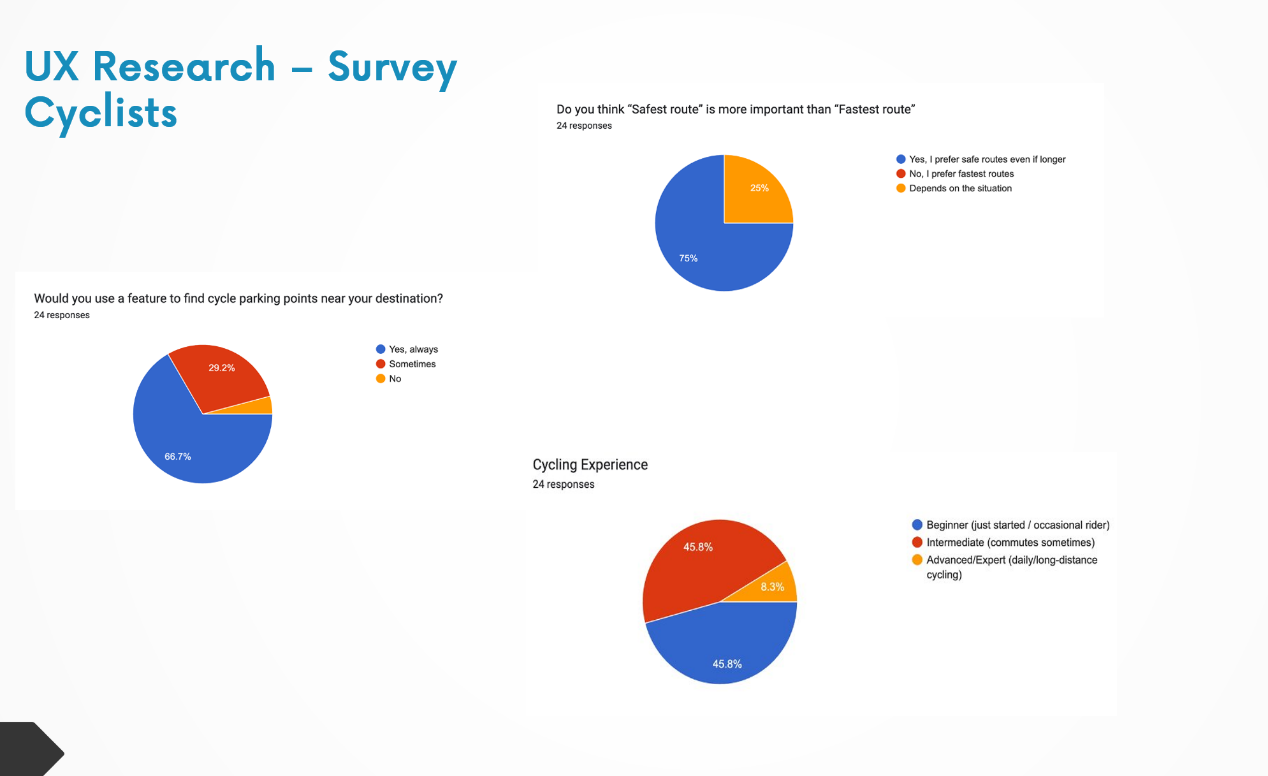 UX Research – Survey
Cyclists
Do you think “Safest route” is more important than “Fastest route”
24 responses
25%
75%
Yes, I prefer safe routes even if longer
No, I prefer fastest routes
Depends on the situation
Would you use a feature to find cycle parking points near your destination?
24 responses
29.2%
66.7%
Yes, always
Sometimes
No
Cycling Experience
24 responses
45.8%
8.3%
45.8%
Beginner (just started / occasional rider)
Intermediate (commutes sometimes)
Advanced/Expert (daily/long-distance
cycling)